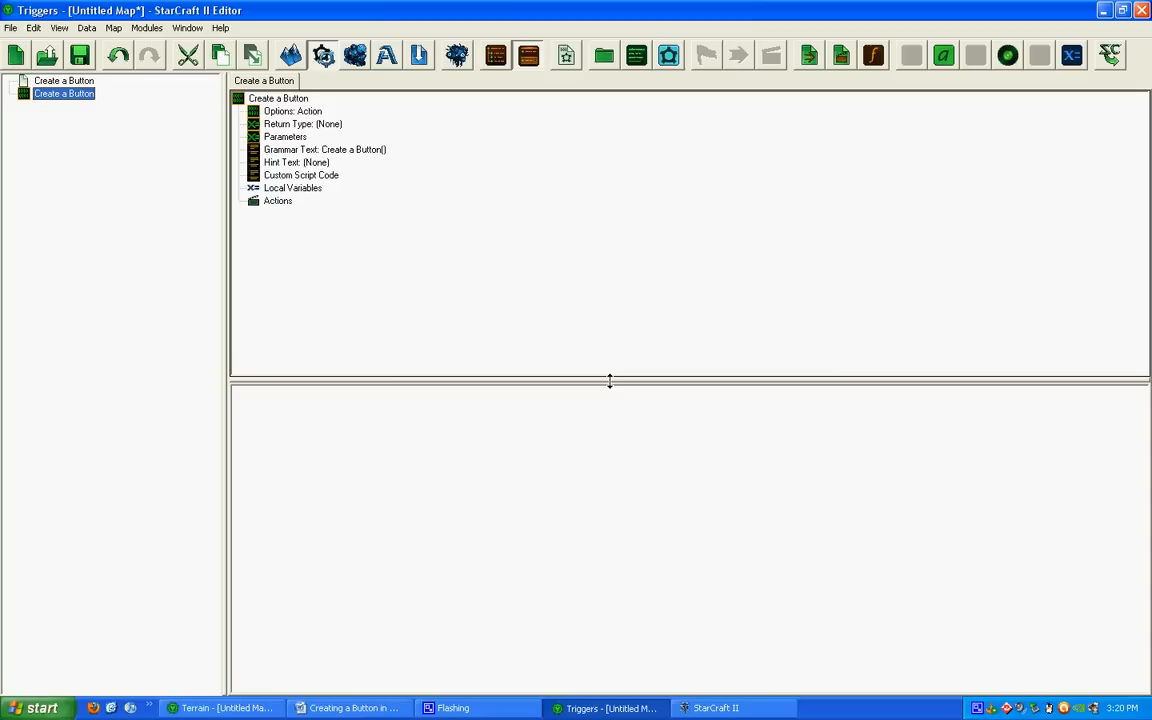 Triggers - [Untitled Map*] - StarCraft II Editor
File Edit View Data Map Modules Window Help
Create a Button
Create a Button
Create a Button
Create a Button
Options: Action
Return Type: (None)
Parameters
Grammar Text: Create a Button()
Hint Text: (None)
Custom Script Code
Local Variables
Actions
start
Terrain - [Untitled Ma...
Creating a Button in ...
Flashing
Triggers - [Untitled M...
StarCraft II
3:20 PM